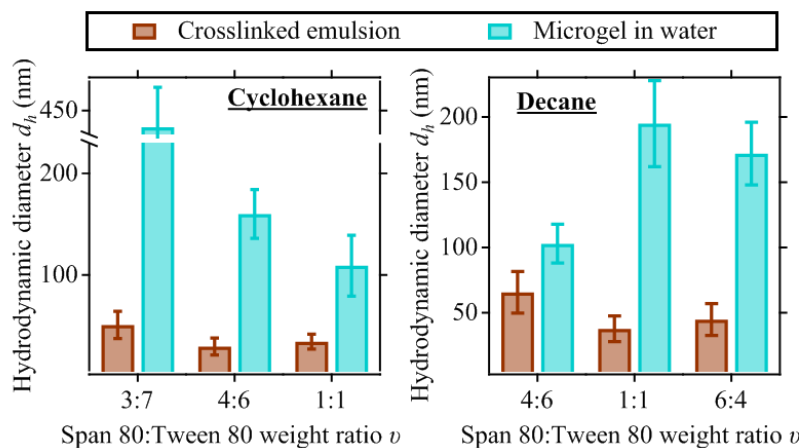 Crosslinked emulsion Microgel in water
Hydrodynamic diameter d_h (nm)
450
200
100
Cyclohexane
3:7 4:6 1:1
Span 80:Tween 80 weight ratio υ
Hydrodynamic diameter d_h (nm)
200
150
100
50
Decane
4:6 1:1 6:4
Span 80:Tween 80 weight ratio υ